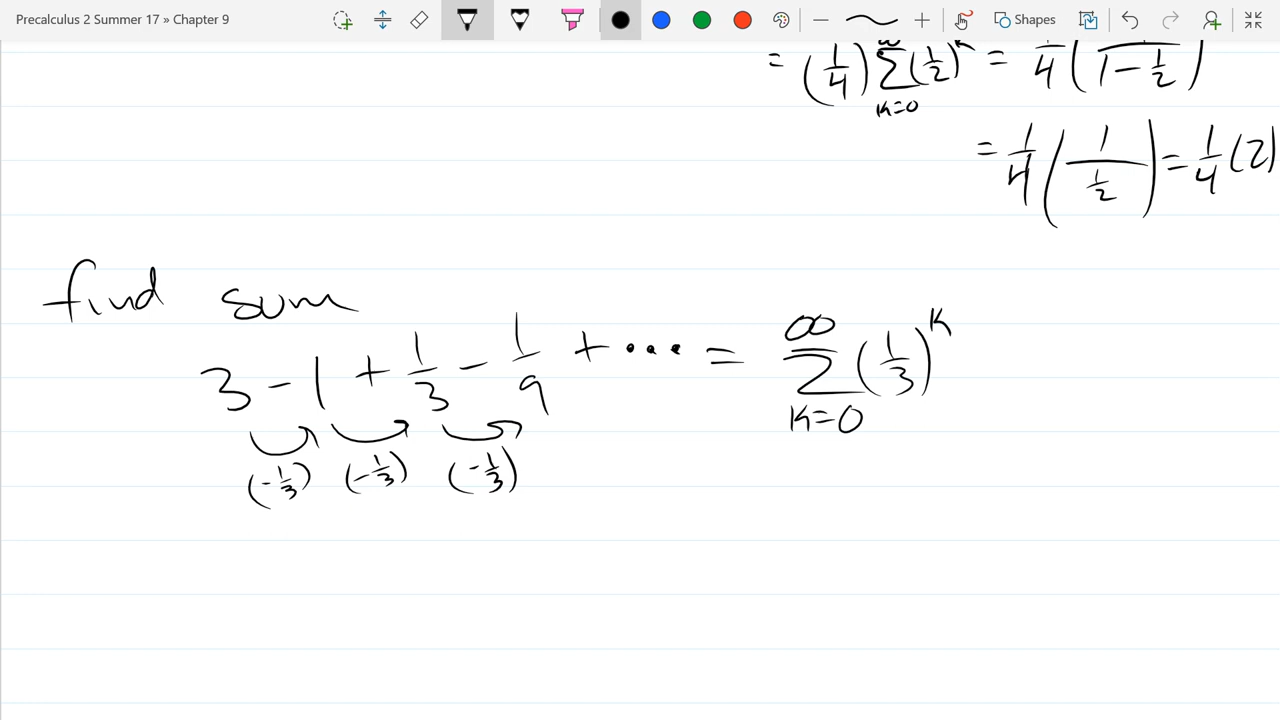 Precalculus 2 Summer 17 » Chapter 9
Shapes
= (1/4) ∞∑k=0 (1/2)^k = 1/4 (1/(1 - 1/2))
= 1/4 (1/(1/2)) = 1/4 (2)
find sum
3 - 1 + 1/3 - 1/9 + ... = ∞∑k=0 (1/3)^k
(-1/3) (-1/3) (-1/3)